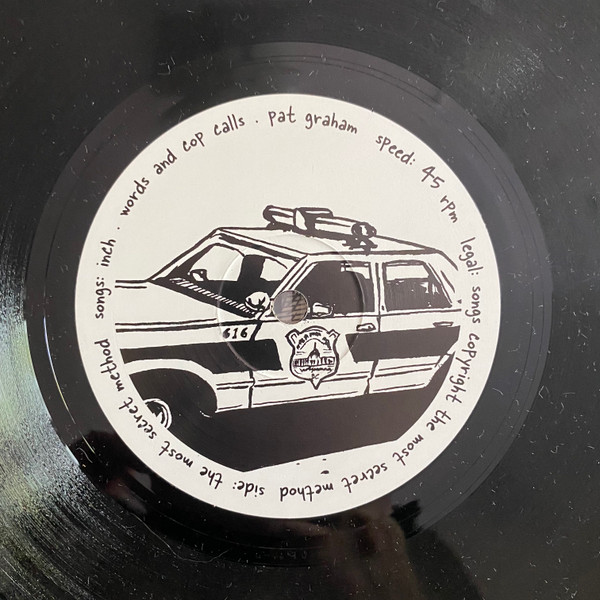 songs: inch . words and cop calls . pat graham
speed: 45 rpm
legal: songs copyright the most secret method
side: the most secret method
616